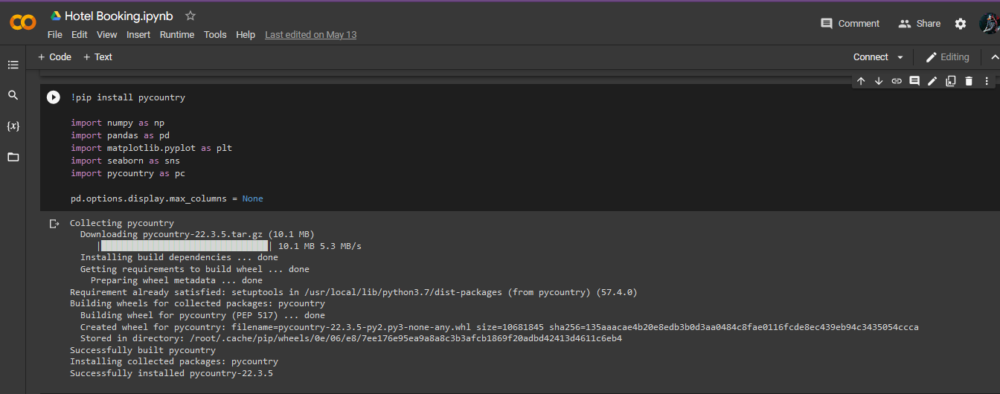 Hotel Booking.ipynb
File Edit View Insert Runtime Tools Help Last edited on May 13
Comment Share
+ Code + Text
Connect Editing
{x}
!pip install pycountry
import numpy as np
import pandas as pd
import matplotlib.pyplot as plt
import seaborn as sns
import pycountry as pc
pd.options.display.max_columns = None
Collecting pycountry
Downloading pycountry-22.3.5.tar.gz (10.1 MB)
|████████████████████████████████| 10.1 MB 5.3 MB/s
Installing build dependencies ... done
Getting requirements to build wheel ... done
Preparing wheel metadata ... done
Requirement already satisfied: setuptools in /usr/local/lib/python3.7/dist-packages (from pycountry) (57.4.0)
Building wheels for collected packages: pycountry
Building wheel for pycountry (PEP 517) ... done
Created wheel for pycountry: filename=pycountry-22.3.5-py2.py3-none-any.whl size=10681845 sha256=135aaacae4b20e8edb3b0d3aa0484c8fae0116fcde8ec439eb94c3435054ccca
Stored in directory: /root/.cache/pip/wheels/0e/06/e8/7ee176e95ea9a8a8c3b3afcb1869f20adbd42413d4611c6eb4
Successfully built pycountry
Installing collected packages: pycountry
Successfully installed pycountry-22.3.5